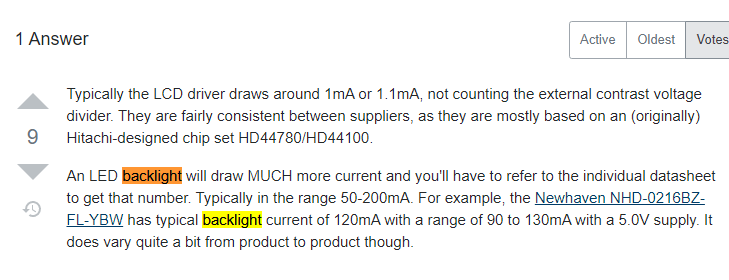 1 Answer
Active Oldest Votes
Typically the LCD driver draws around 1mA or 1.1mA, not counting the external contrast voltage
divider. They are fairly consistent between suppliers, as they are mostly based on an (originally)
Hitachi-designed chip set HD44780/HD44100.
9
An LED backlight will draw MUCH more current and you'll have to refer to the individual datasheet
to get that number. Typically in the range 50-200mA. For example, the Newhaven NHD-0216BZ-
FL-YBW has typical backlight current of 120mA with a range of 90 to 130mA with a 5.0V supply. It
does vary quite a bit from product to product though.